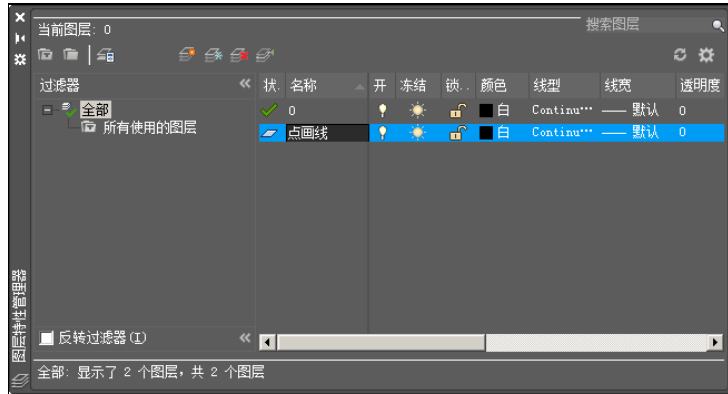 当前图层: 0
搜索图层
过滤器
状. 名称 开 冻结 锁.. 颜色 线型 线宽 透明度
全部
0 白 Continu··· 默认 0
所有使用的图层
点画线 白 Continu··· 默认 0
图层特性管理器
反转过滤器(I)
全部: 显示了 2 个图层，共 2 个图层